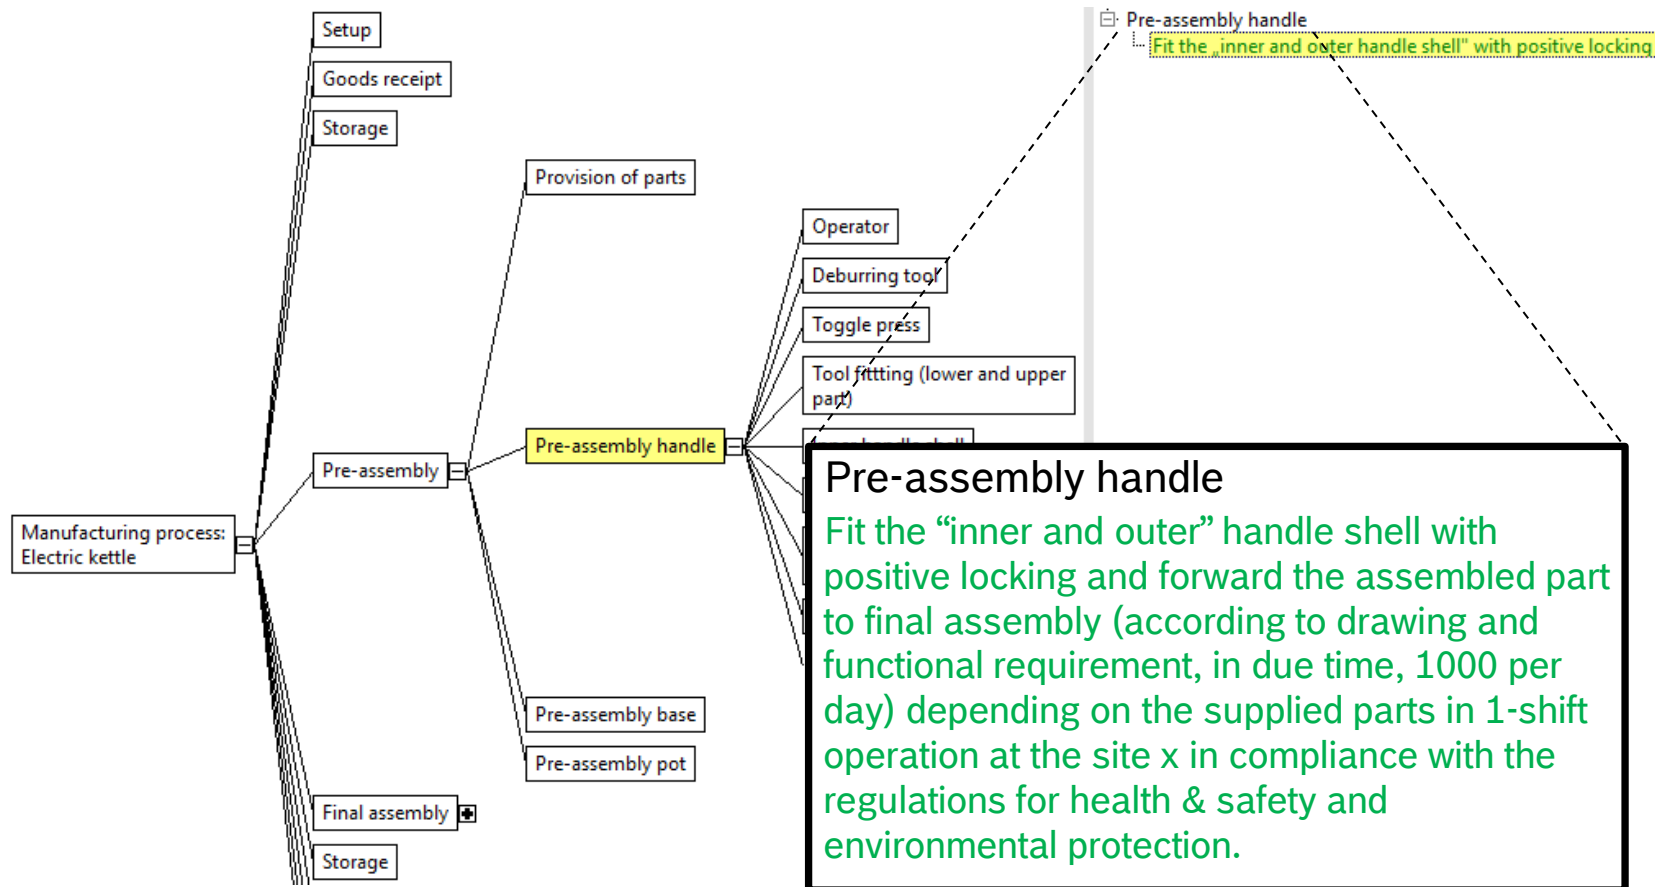 Setup
Goods receipt
Storage
Provision of parts
Operator
Deburring tool
Toggle press
Tool fittting (lower and upper
part)
Pre-assembly handle
Pre-assembly
Manufacturing process:
Electric kettle
Pre-assembly base
Pre-assembly pot
Final assembly
Storage
Pre-assembly handle
Fit the „inner and outer handle shell" with positive locking
Pre-assembly handle
Fit the “inner and outer” handle shell with
positive locking and forward the assembled part
to final assembly (according to drawing and
functional requirement, in due time, 1000 per
day) depending on the supplied parts in 1-shift
operation at the site x in compliance with the
regulations for health & safety and
environmental protection.